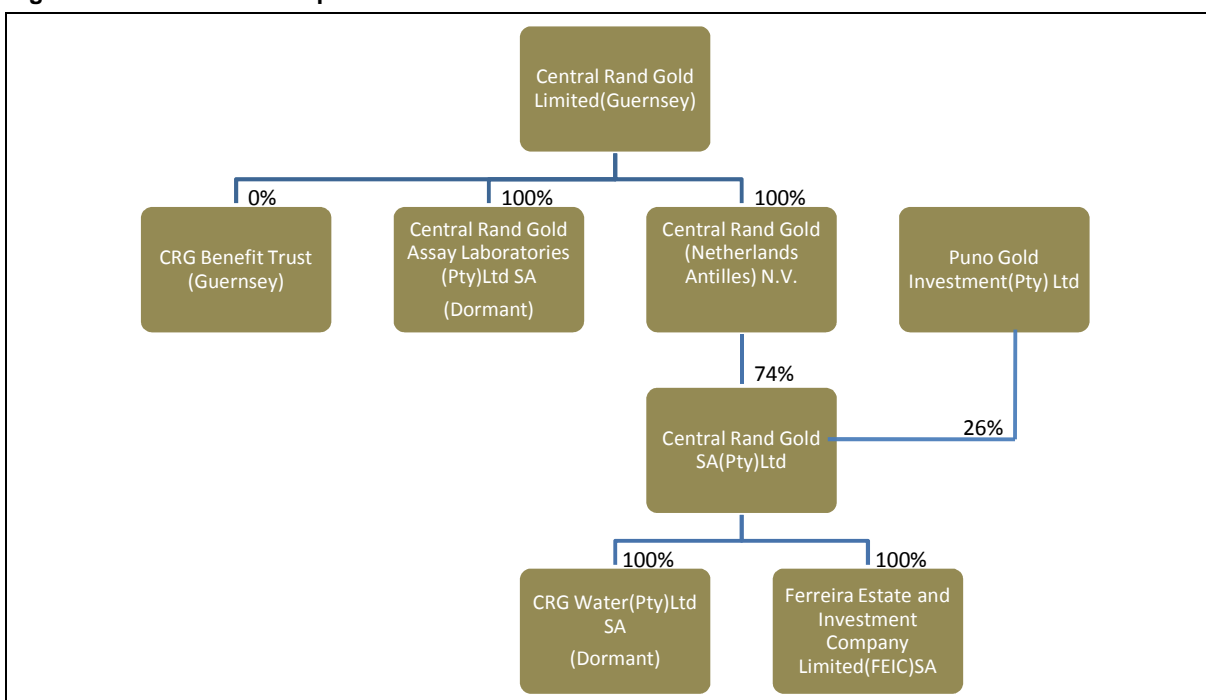 Central Rand Gold
Limited(Guernsey)
0%
100%
100%
CRG Benefit Trust
(Guernsey)
Central Rand Gold
Assay Laboratories
(Pty)Ltd SA
(Dormant)
Central Rand Gold
(Netherlands
Antilles) N.V.
Puno Gold
Investment(Pty) Ltd
74%
26%
Central Rand Gold
SA(Pty)Ltd
100%
100%
CRG Water(Pty)Ltd
SA
(Dormant)
Ferreira Estate and
Investment
Company
Limited(FEIC)SA